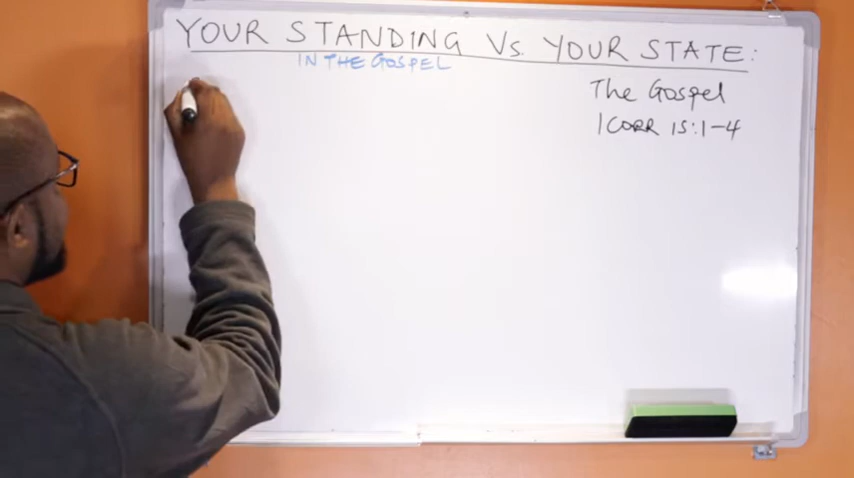 YOUR STANDING Vs. YOUR STATE:
IN THE GOSPEL
The Gospel
1 CORR 15:1-4